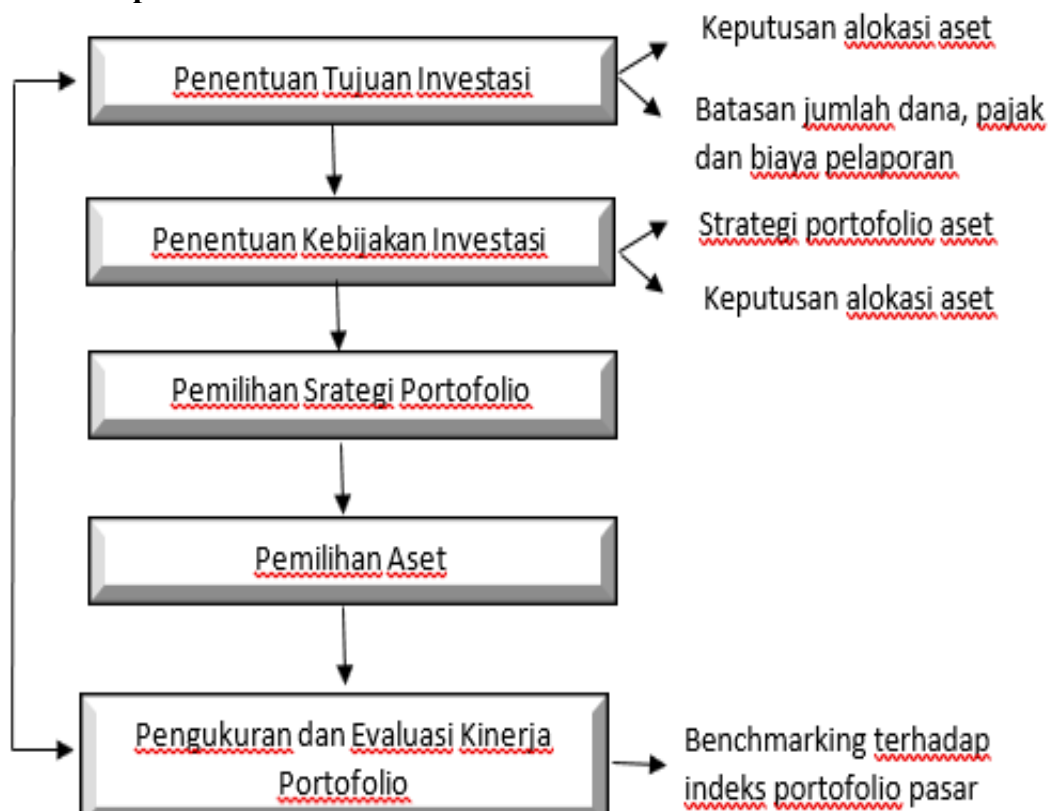 Penentuan Tujuan Investasi
Keputusan alokasi aset
Batasan jumlah dana, pajak
dan biaya pelaporan
Penentuan Kebijakan Investasi
Strategi portofolio aset
Keputusan alokasi aset
Pemilihan Srategi Portofolio
Pemilihan Aset
Pengukuran dan Evaluasi Kinerja
Portofolio
Benchmarking terhadap
indeks portofolio pasar